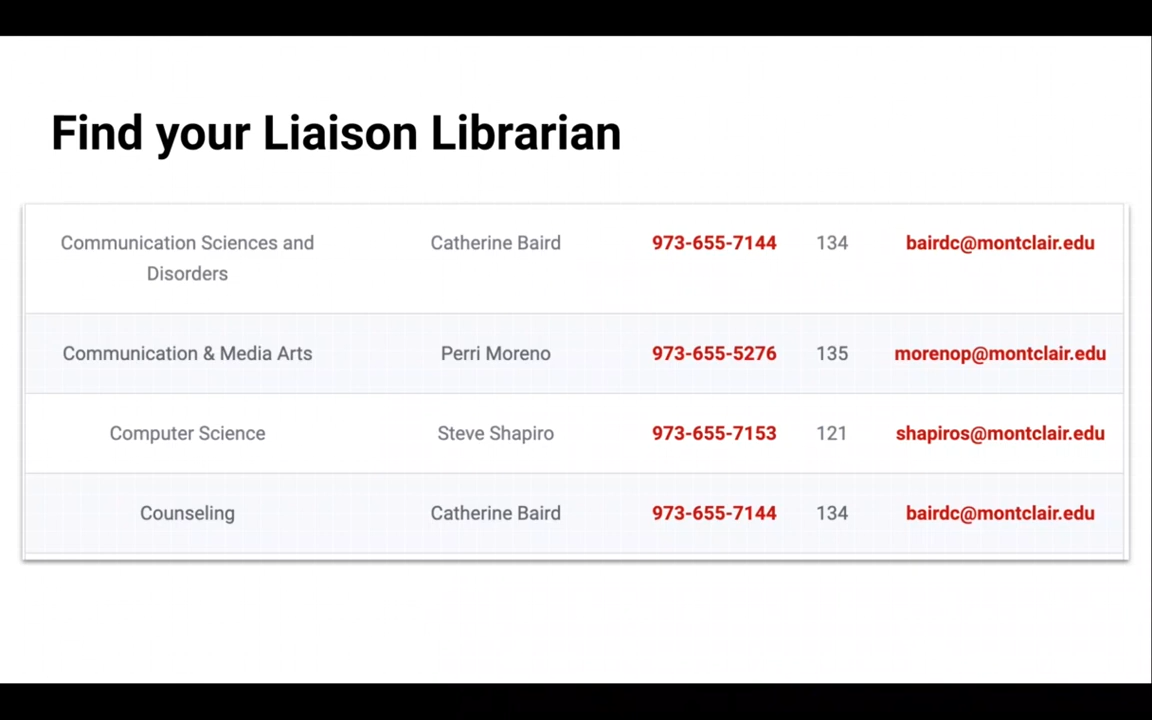 Find your Liaison Librarian
Communication Sciences and Catherine Baird 973-655-7144 134 bairdc@montclair.edu
Disorders
Communication & Media Arts Perri Moreno 973-655-5276 135 morenop@montclair.edu
Computer Science Steve Shapiro 973-655-7153 121 shapiros@montclair.edu
Counseling Catherine Baird 973-655-7144 134 bairdc@montclair.edu